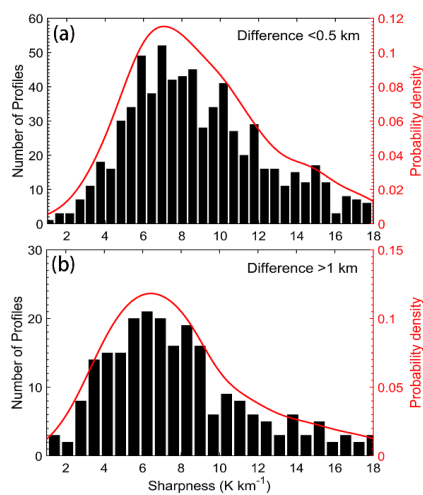 (a)
Difference <0.5 km
60
50
40
30
20
10
0
Number of Profiles
0.12
0.1
0.08
0.06
0.04
0.02
0
Probability density
2 4 6 8 10 12 14 16 18
(b)
Difference >1 km
30
20
10
0
Number of Profiles
0.15
0.1
0.05
0
Probability density
2 4 6 8 10 12 14 16 18
Sharpness (K km⁻¹)